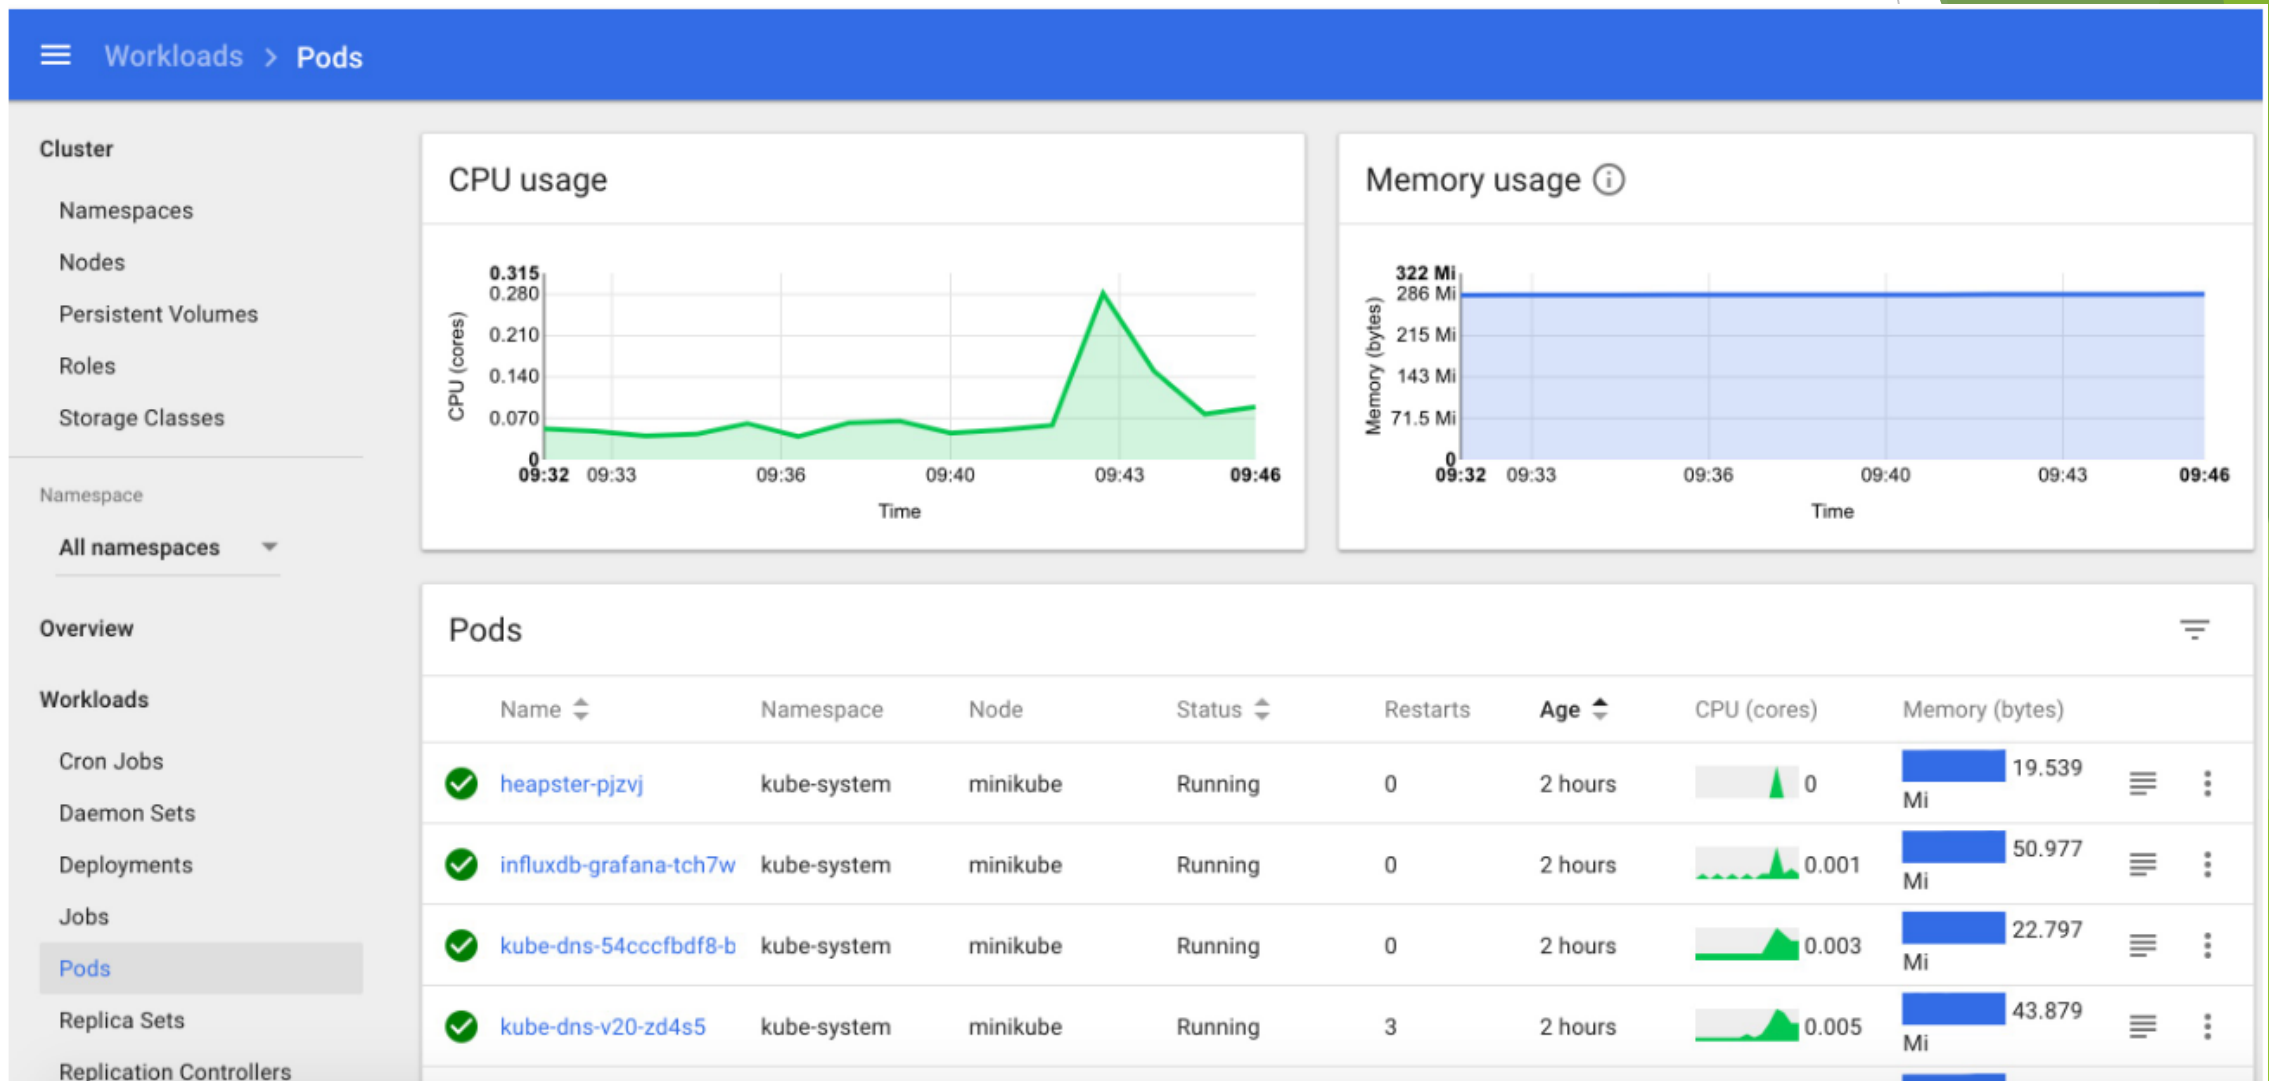 Workloads > Pods
Cluster
Namespaces
Nodes
Persistent Volumes
Roles
Storage Classes
Namespace
All namespaces
Overview
Workloads
Cron Jobs
Daemon Sets
Deployments
Jobs
Pods
Replica Sets
Replication Controllers
CPU usage
CPU (cores)
0.315
0.280
0.210
0.140
0.070
0
09:32 09:33 09:36 09:40 09:43 09:46
Time
Memory usage
Memory (bytes)
322 Mi
286 Mi
215 Mi
143 Mi
71.5 Mi
0
09:32 09:33 09:36 09:40 09:43 09:46
Time
Pods
Name Namespace Node Status Restarts Age CPU (cores) Memory (bytes)
heapster-pjzvj kube-system minikube Running 0 2 hours 0 19.539
Mi
influxdb-grafana-tch7w kube-system minikube Running 0 2 hours 0.001 50.977
Mi
kube-dns-54cccfbdf8-b kube-system minikube Running 0 2 hours 0.003 22.797
Mi
kube-dns-v20-zd4s5 kube-system minikube Running 3 2 hours 0.005 43.879
Mi